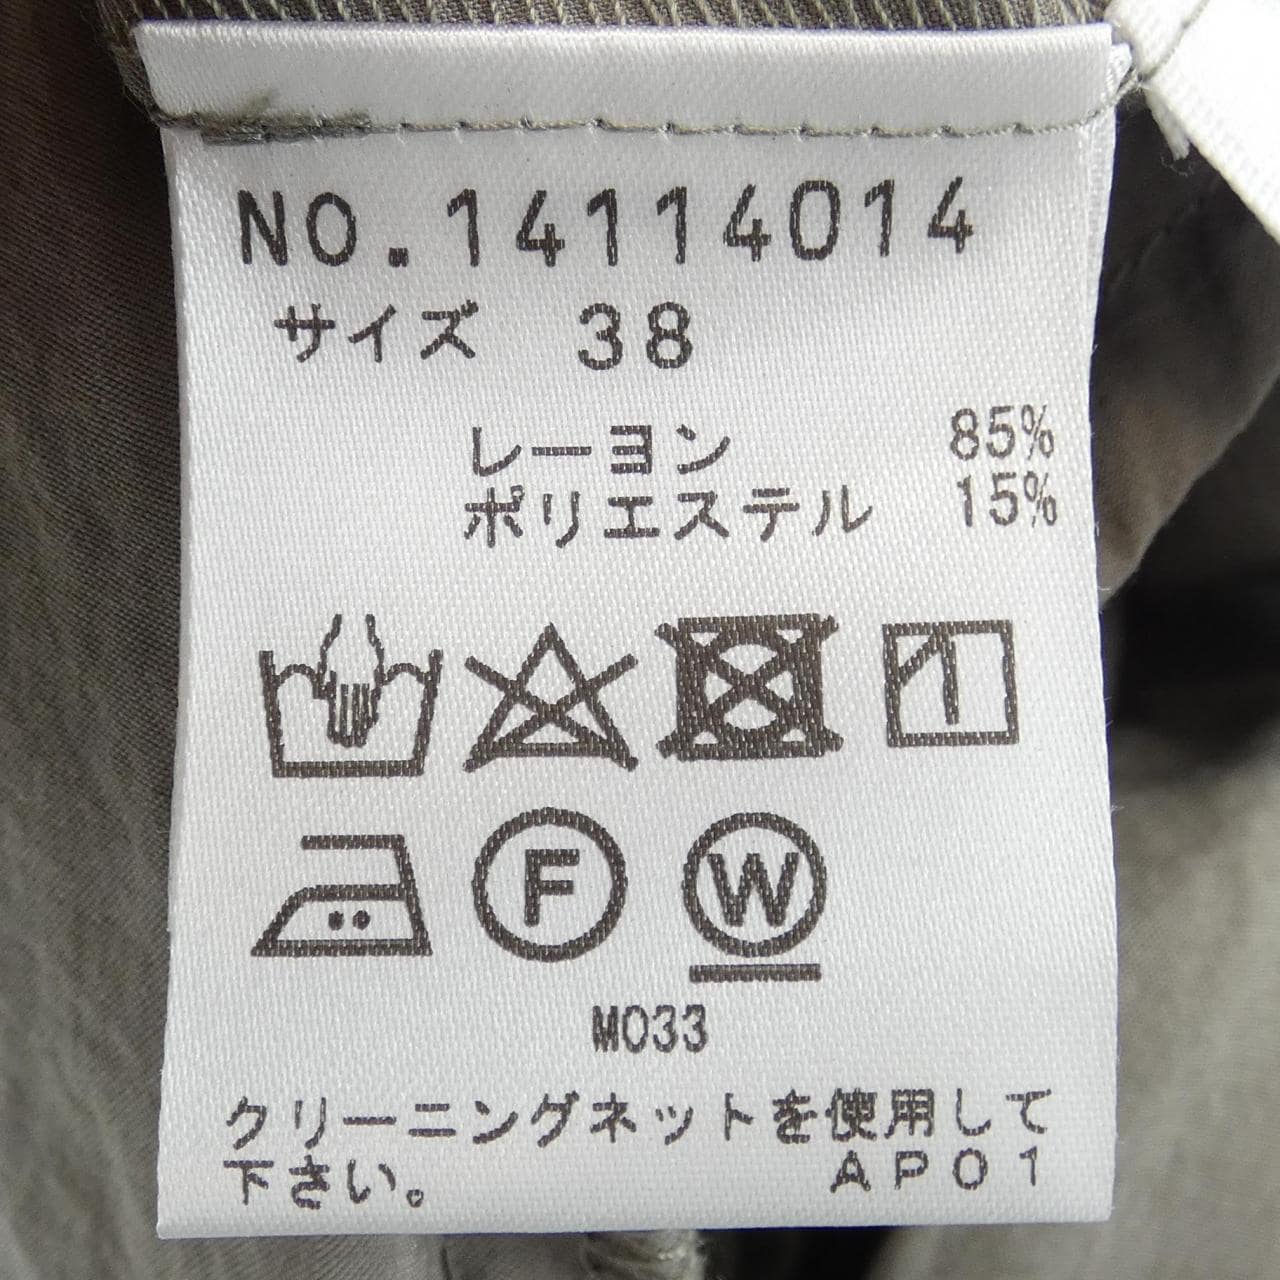 NO.14114014
サイズ 38
レーヨン 85%
ポリエステル 15%
F W
M033
クリーニングネットを使用して
下さい。 AP01